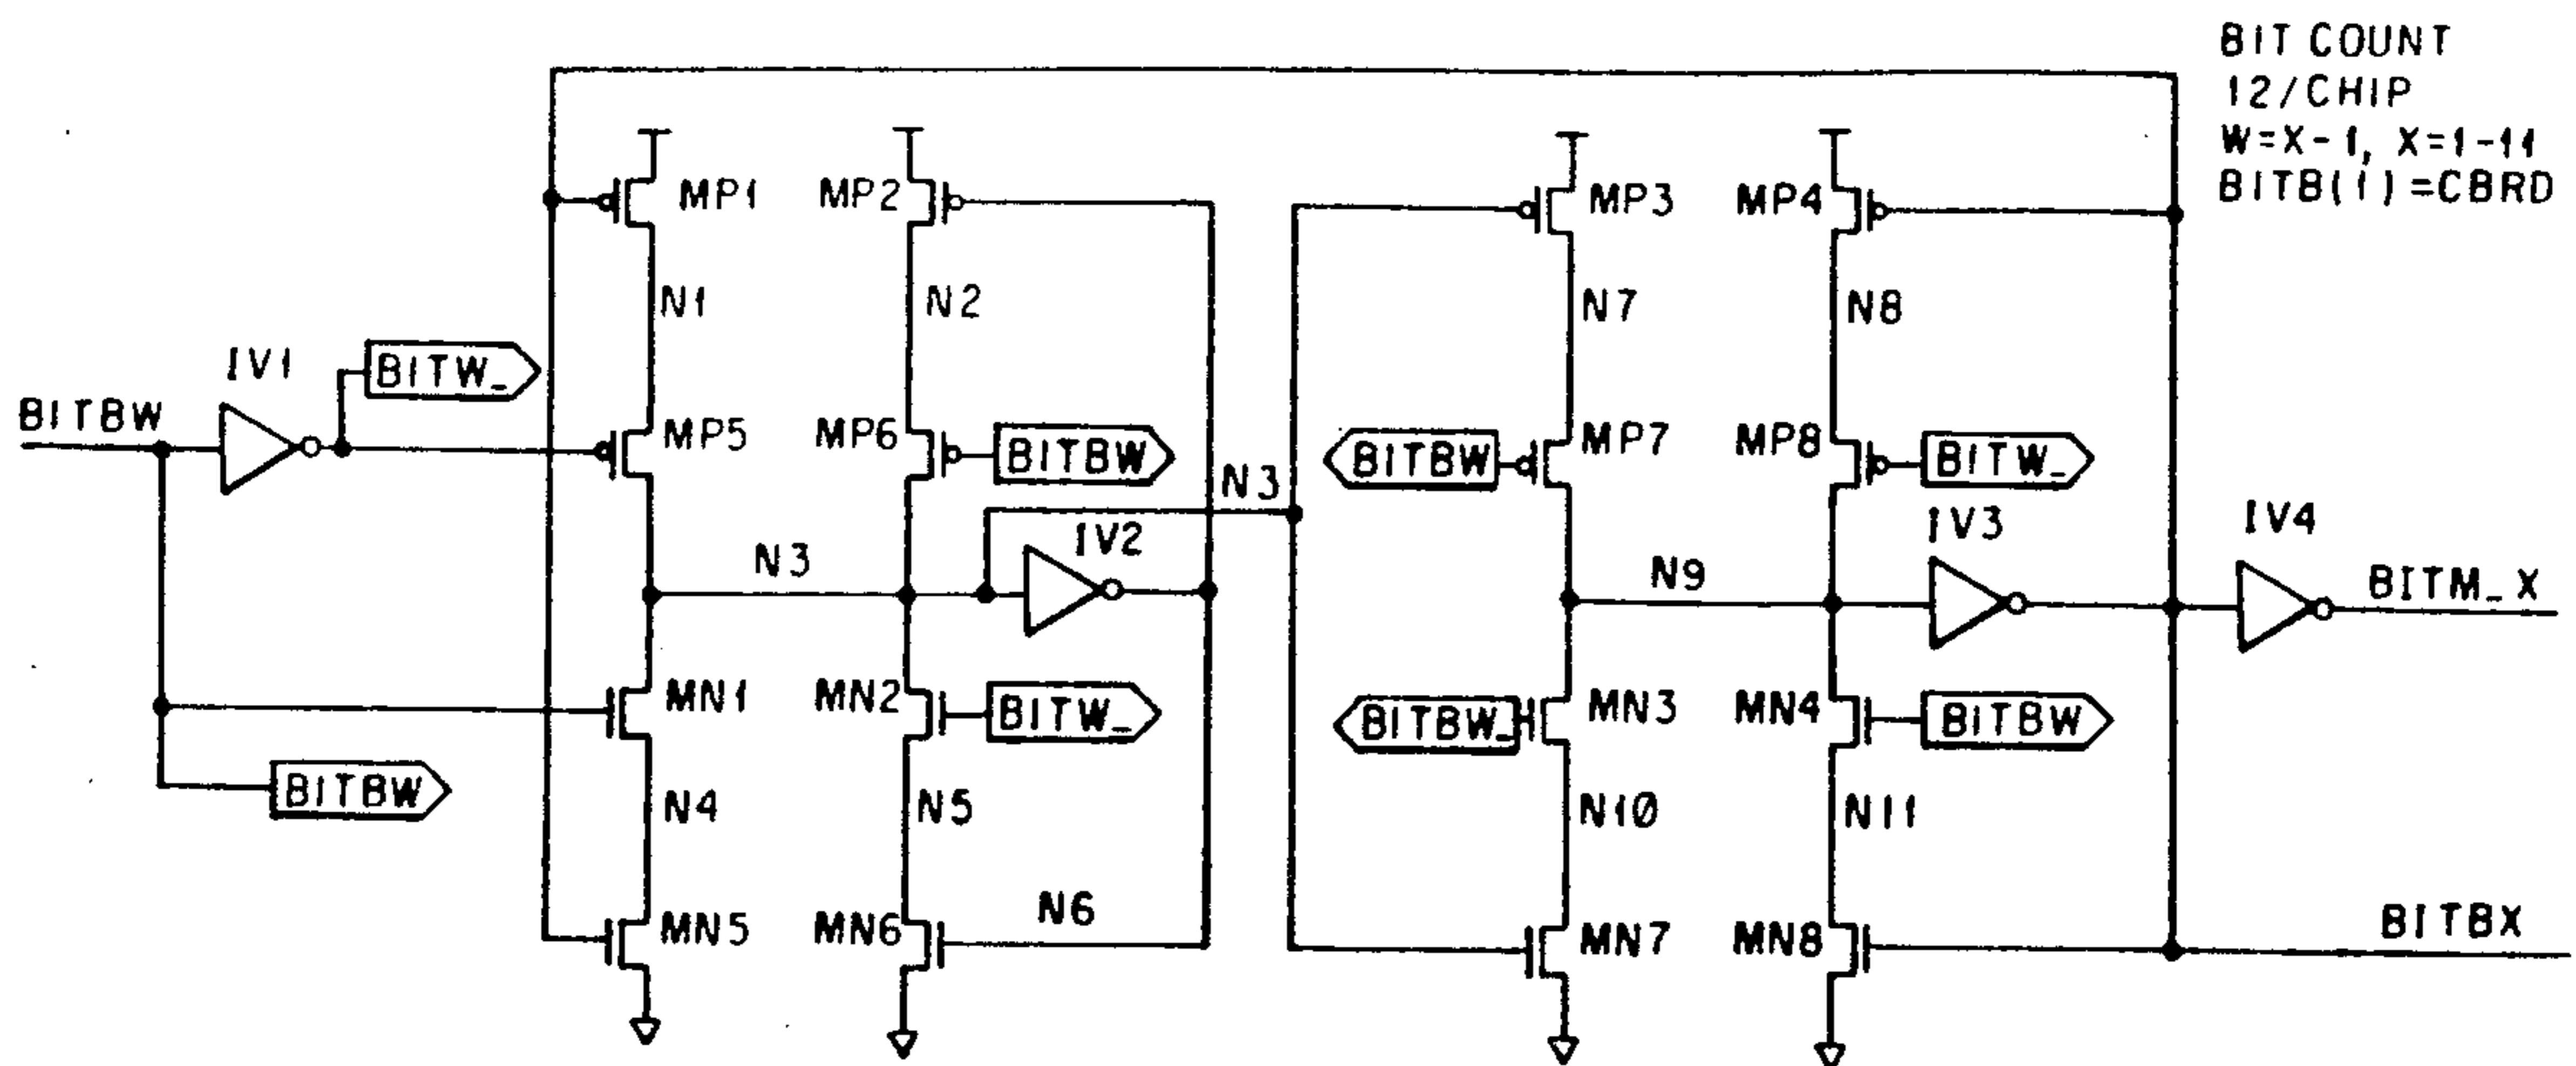 BIT COUNT
12/CHIP
W=X-1, X=1-11
BITB(1)=CBRD
MP1
MP2
MP3
MP4
N1
N2
N7
N8
IV1
BITW_
BITBW
MP5
MP6
BITBW
BITBW
MP7
MP8
BITW_
N3
IV2
IV3
IV4
N3
N9
BITM_X
MN1
MN2
BITW_
BITBW_
MN3
MN4
BITBW
BITBW
N4
N5
N10
N11
N6
MN5
MN6
MN7
MN8
BITBX